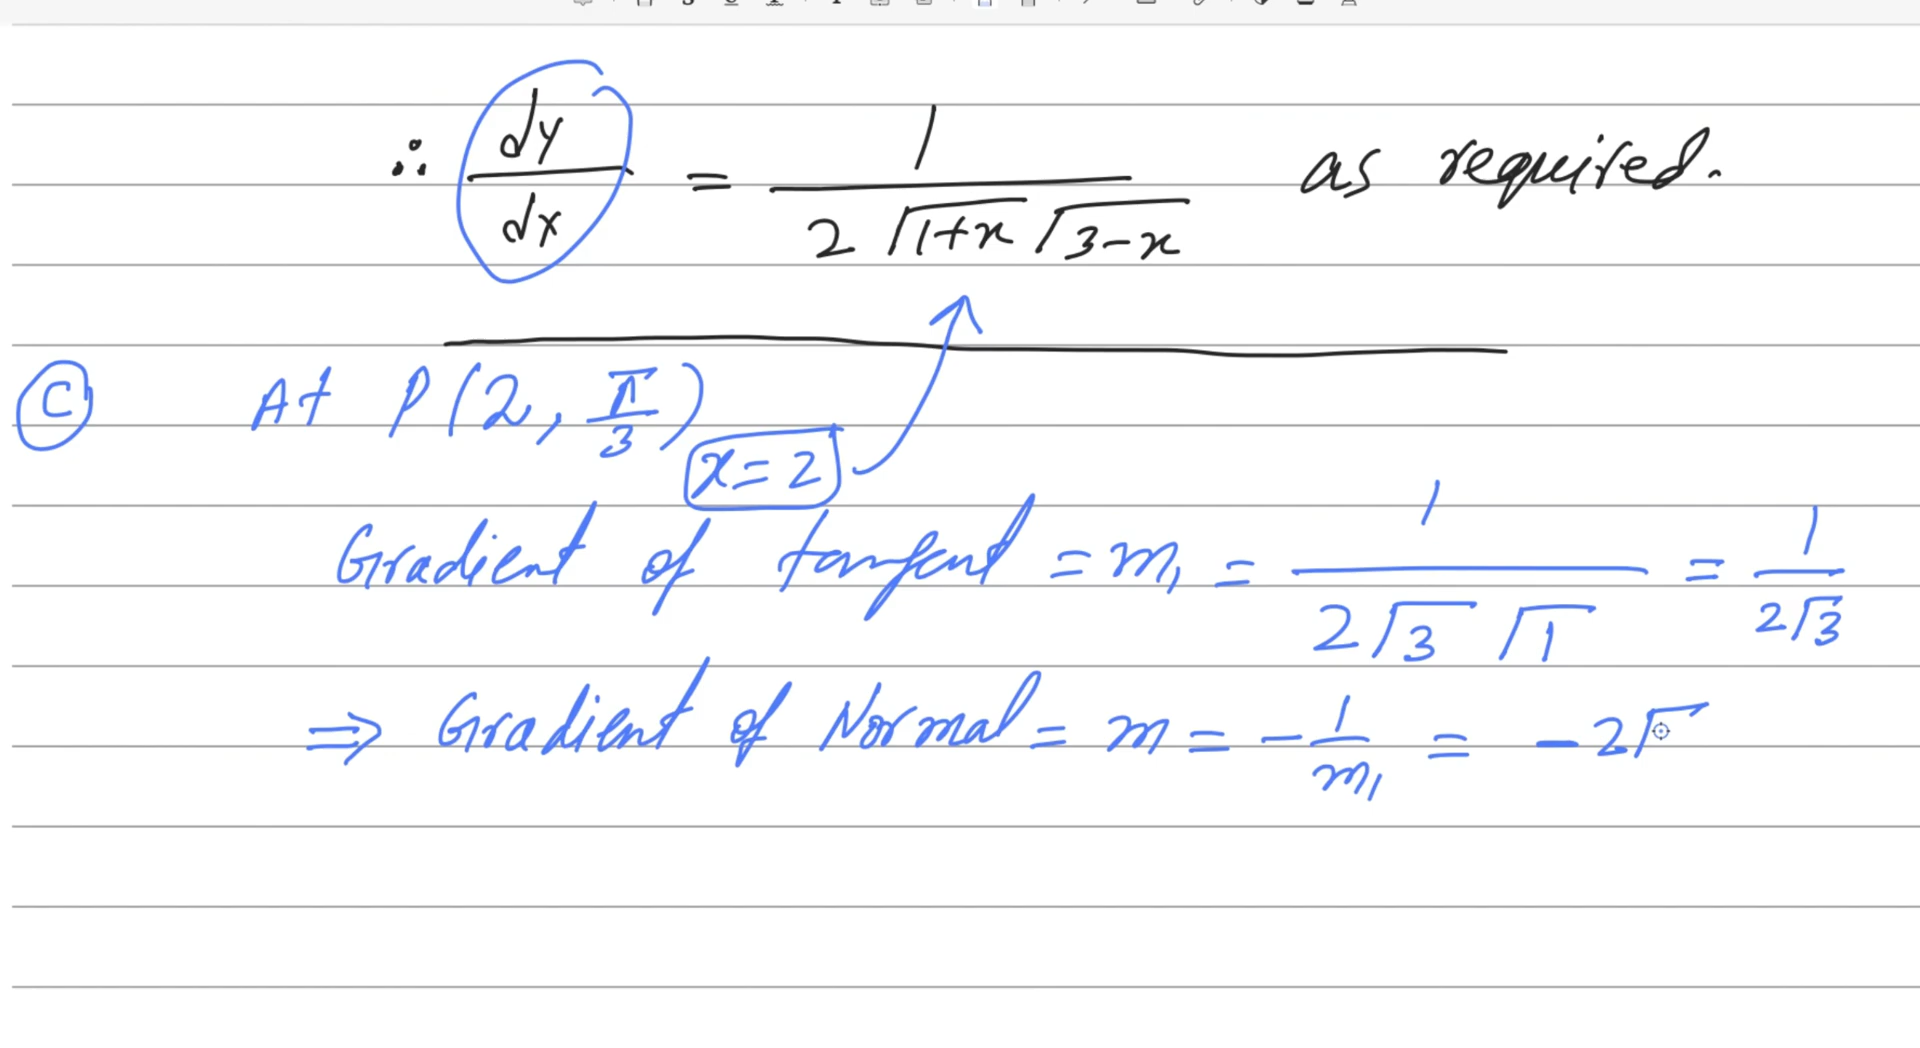 ∴ dy/dx = 1/(2√(1+x) √(3-x)) as required.
(C) At P(2, π/3)
x = 2
Gradient of tangent = m₁ = 1/(2√3 √1) = 1/(2√3)
⇒ Gradient of Normal = m = -1/m₁ = -2√